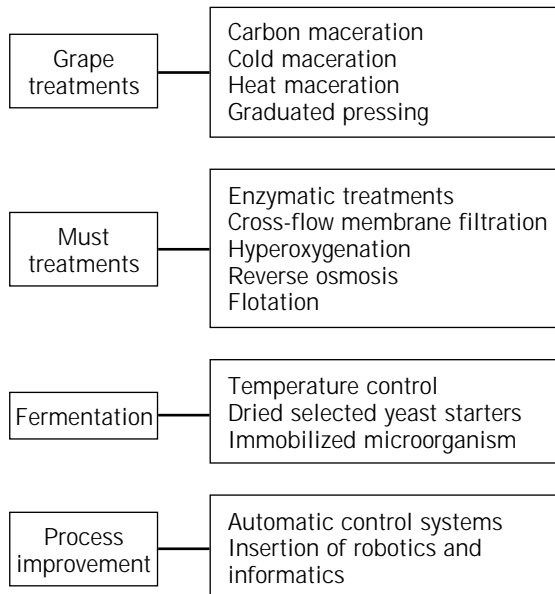 Grape
treatments
Carbon maceration
Cold maceration
Heat maceration
Graduated pressing
Must
treatments
Enzymatic treatments
Cross-flow membrane filtration
Hyperoxygenation
Reverse osmosis
Flotation
Fermentation
Temperature control
Dried selected yeast starters
Immobilized microorganism
Process
improvement
Automatic control systems
Insertion of robotics and
informatics